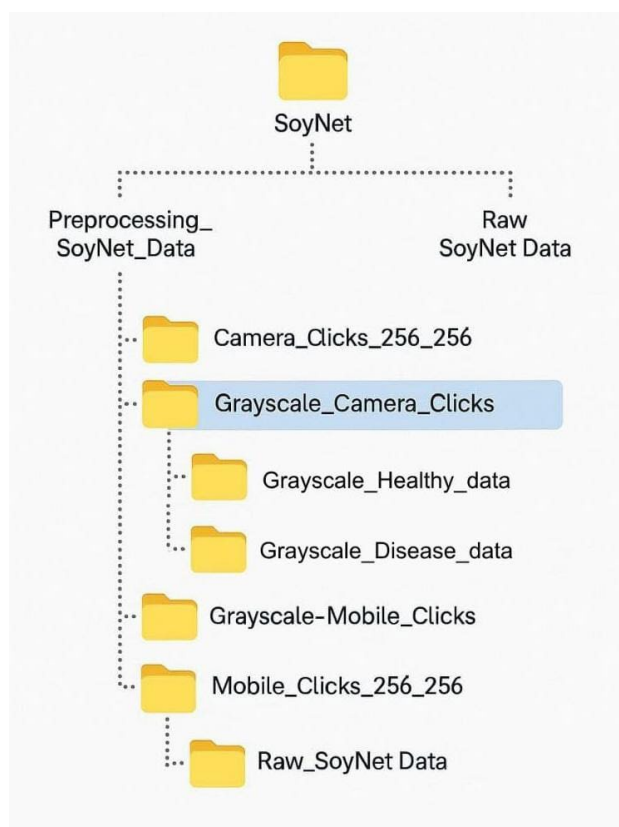 SoyNet
Preprocessing_
SoyNet_Data
Raw
SoyNet Data
Camera_Clicks_256_256
Grayscale_Camera_Clicks
Grayscale_Healthy_data
Grayscale_Disease_data
Grayscale-Mobile_Clicks
Mobile_Clicks_256_256
Raw_SoyNet Data